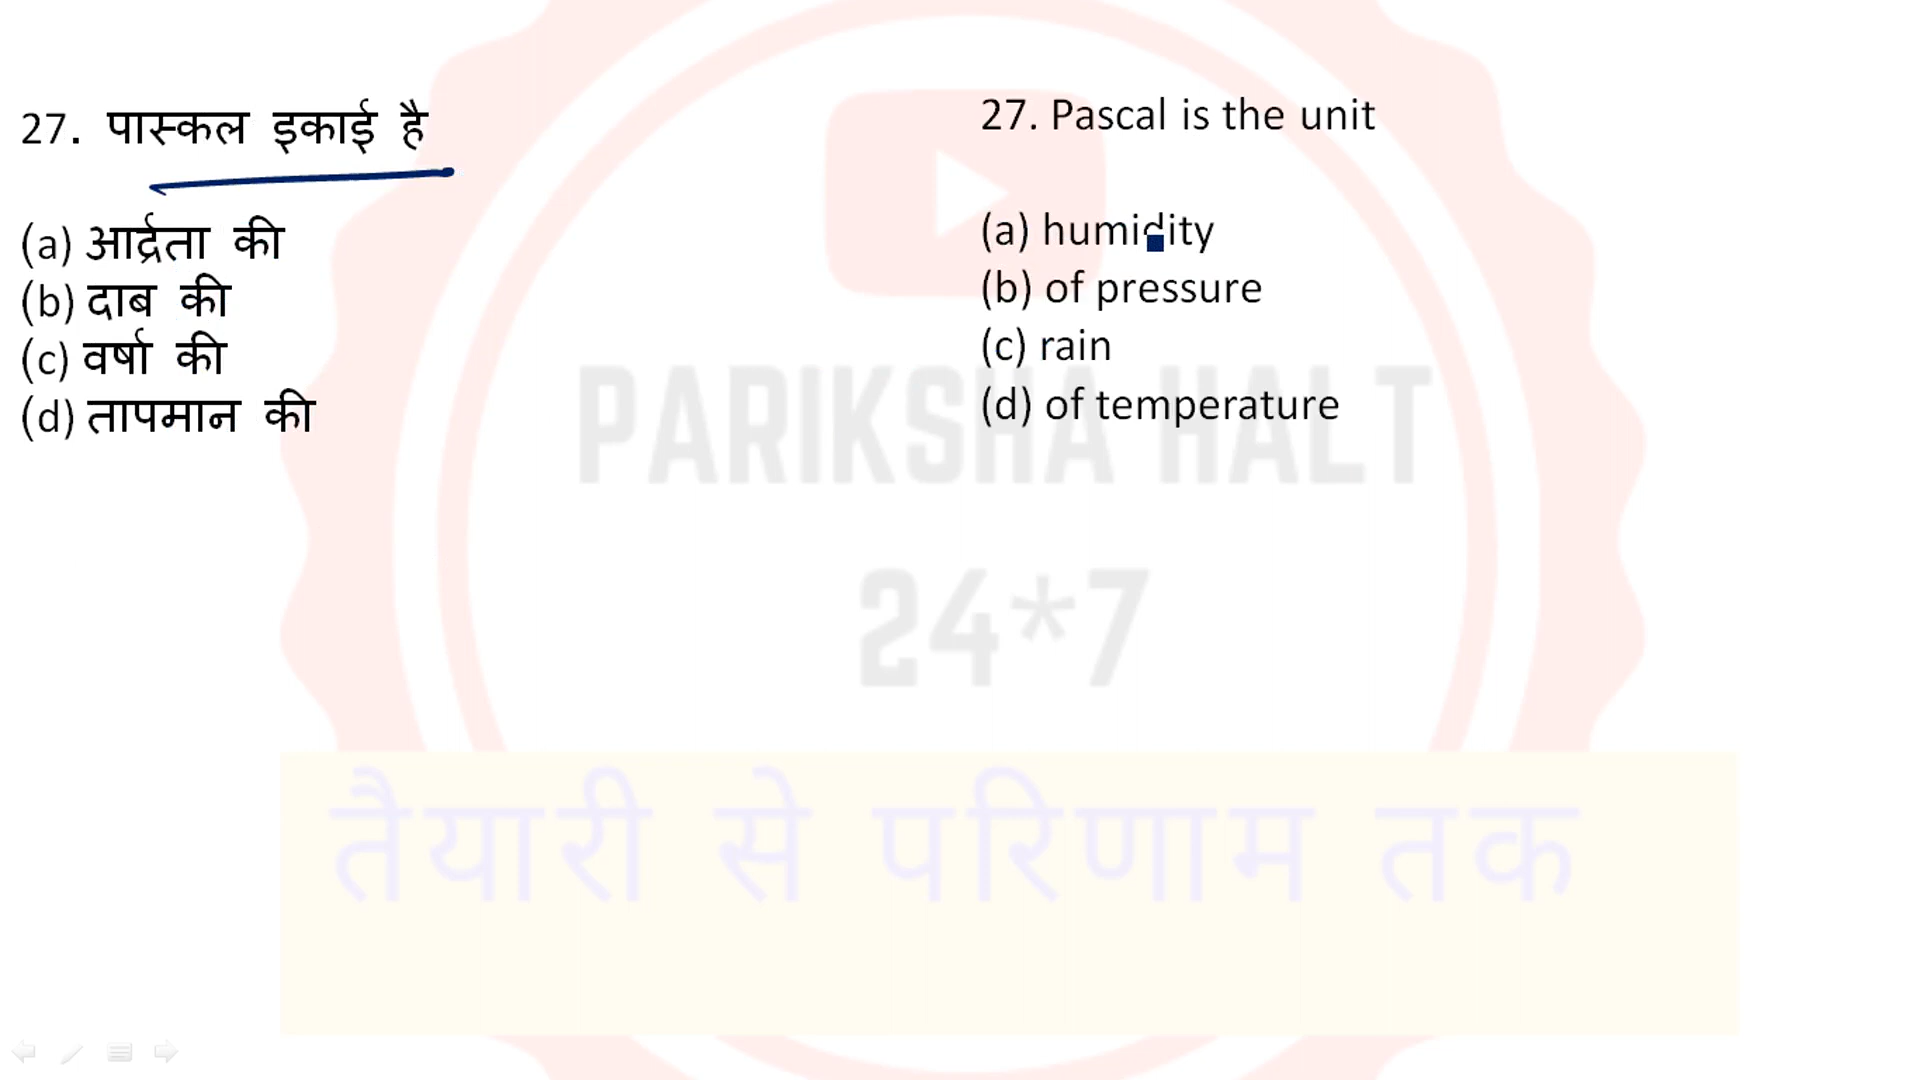 27. पास्कल इकाई है
(a) आर्द्रता की
(b) दाब की
(c) वर्षा की
(d) तापमान की
27. Pascal is the unit
(a) humidity
(b) of pressure
(c) rain
(d) of temperature
PARIKSHA HALT
24*7
तैयारी से परिणाम तक